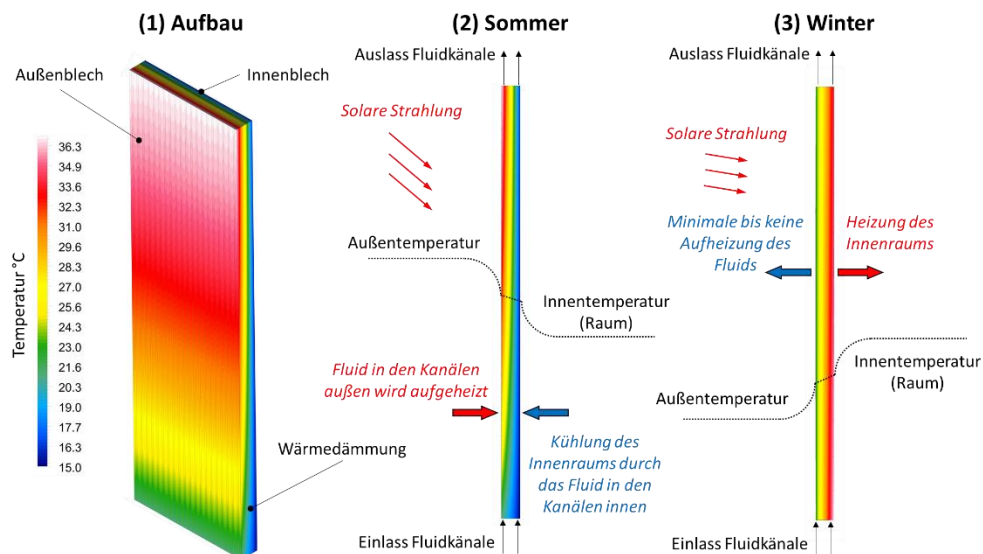 (1) Aufbau
Außenblech
Innenblech
Temperatur °C
36.3
34.9
33.6
32.3
31.0
29.6
28.3
27.0
25.6
24.3
23.0
21.6
20.3
19.0
17.7
16.3
15.0
Wärmedämmung
(2) Sommer
Auslass Fluidkänale
Solare Strahlung
Außentemperatur
Innentemperatur
(Raum)
Fluid in den Kanälen
außen wird aufgeheizt
Kühlung des
Innenraums durch
das Fluid in den
Kanälen innen
Einlass Fluidkänale
(3) Winter
Auslass Fluidkänale
Solare Strahlung
Minimale bis keine
Aufheizung des
Fluids
Heizung des
Innenraums
Innentemperatur
(Raum)
Außentemperatur
Einlass Fluidkänale